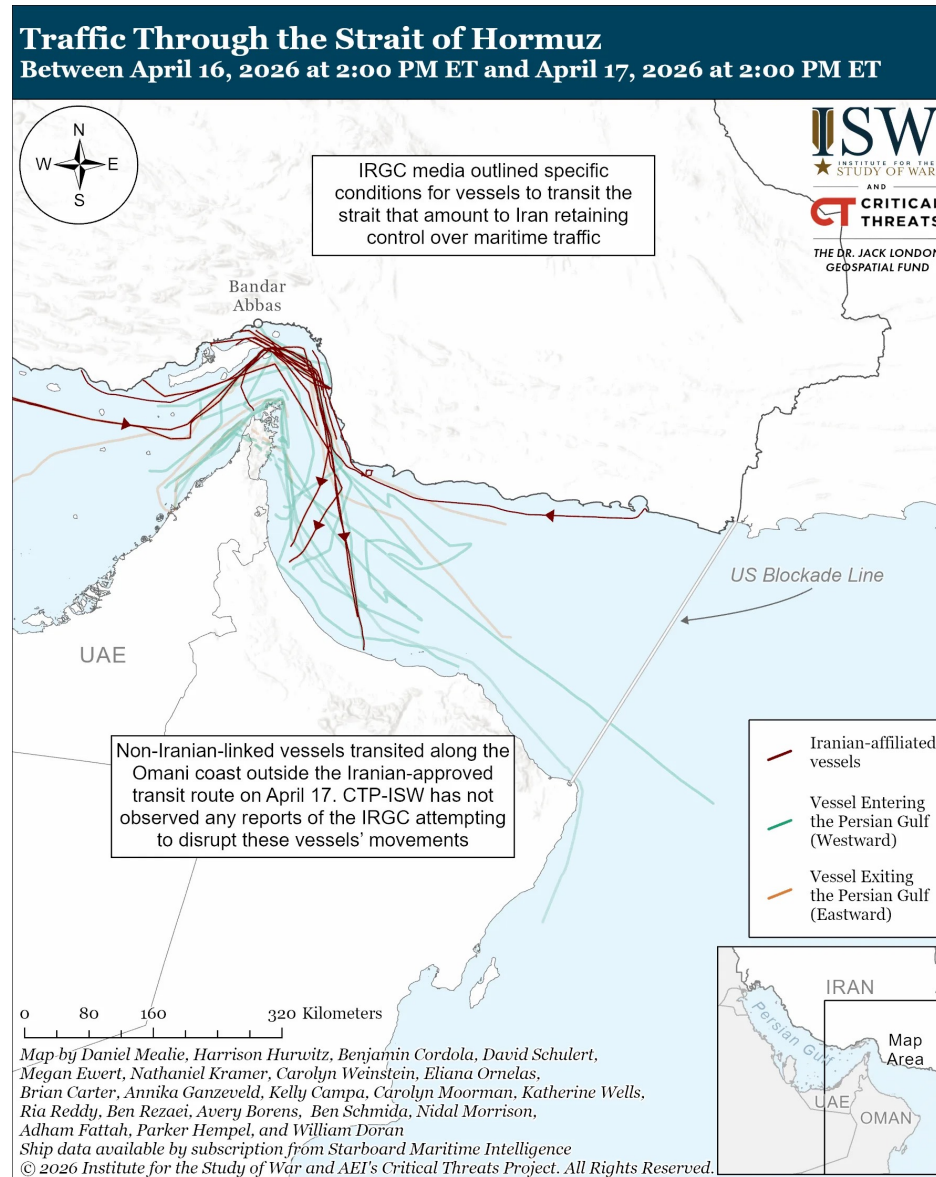 Traffic Through the Strait of Hormuz
Between April 16, 2026 at 2:00 PM ET and April 17, 2026 at 2:00 PM ET
N
W E
S
IRGC media outlined specific
conditions for vessels to transit the
strait that amount to Iran retaining
control over maritime traffic
ISW
INSTITUTE FOR THE
STUDY OF WAR
AND
CT CRITICAL
THREATS
THE DR. JACK LONDON
GEOSPATIAL FUND
Bandar
Abbas
US Blockade Line
UAE
Non-Iranian-linked vessels transited along the
Omani coast outside the Iranian-approved
transit route on April 17. CTP-ISW has not
observed any reports of the IRGC attempting
to disrupt these vessels' movements
Iranian-affiliated
vessels
Vessel Entering
the Persian Gulf
(Westward)
Vessel Exiting
the Persian Gulf
(Eastward)
IRAN
Persian Gulf
Map
Area
UAE
OMAN
0 80 160 320 Kilometers
Map by Daniel Mealie, Harrison Hurwitz, Benjamin Cordola, David Schulert,
Megan Ewert, Nathaniel Kramer, Carolyn Weinstein, Eliana Ornelas,
Brian Carter, Annika Ganzeveld, Kelly Campa, Carolyn Moorman, Katherine Wells,
Ria Reddy, Ben Rezaei, Avery Borens, Ben Schmida, Nidal Morrison,
Adham Fattah, Parker Hempel, and William Doran
Ship data available by subscription from Starboard Maritime Intelligence
© 2026 Institute for the Study of War and AEI's Critical Threats Project. All Rights Reserved.